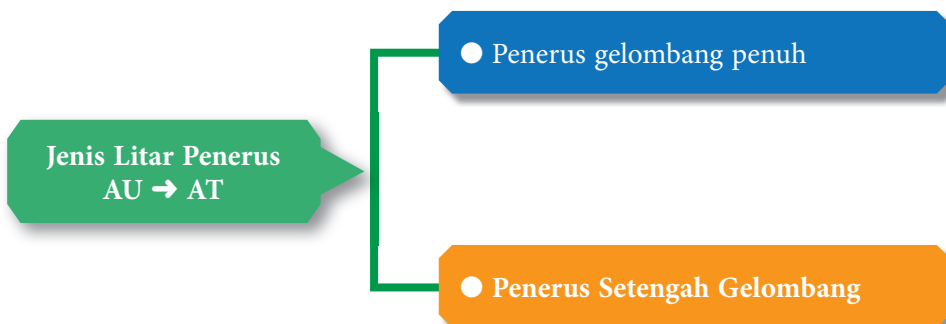 Jenis Litar Penerus
AU ➜ AT
● Penerus gelombang penuh
● Penerus Setengah Gelombang